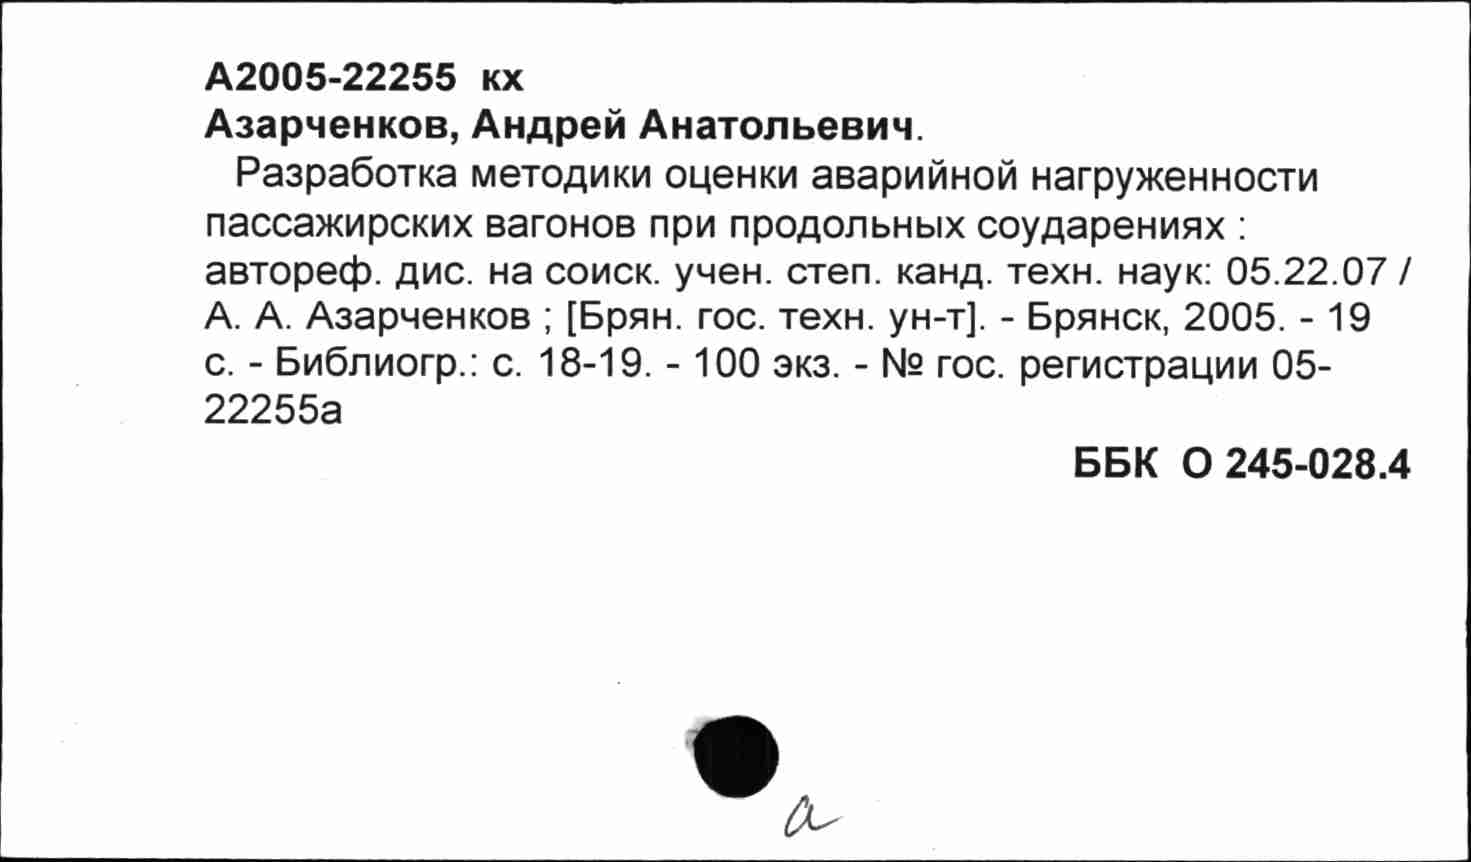 А2005-22255 кх
Азарченков, Андрей Анатольевич.
Разработка методики оценки аварийной нагруженности
пассажирских вагонов при продольных соударениях :
автореф. дис. на соиск. учен. степ. канд. техн. наук: 05.22.07 /
А. А. Азарченков ; [Брян. гос. техн. ун-т]. - Брянск, 2005. - 19
с. - Библиогр.: с. 18-19. - 100 экз. - № гос. регистрации 05-
22255а
ББК О 245-028.4
а